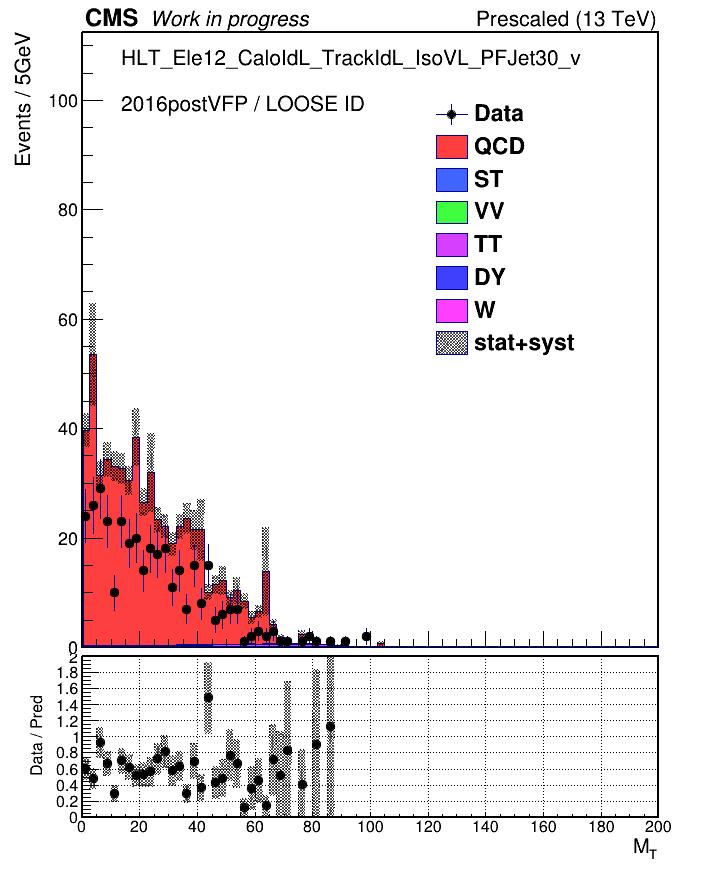 CMS Work in progress Prescaled (13 TeV)
Events / 5GeV
HLT_Ele12_CaloIdL_TrackIdL_IsoVL_PFJet30_v
2016postVFP / LOOSE ID
Data
QCD
ST
VV
TT
DY
W
stat+syst
100
80
60
40
20
0
Data / Pred
2
1.8
1.6
1.4
1.2
1
0.8
0.6
0.4
0.2
0
0 20 40 60 80 100 120 140 160 180 200
M_T